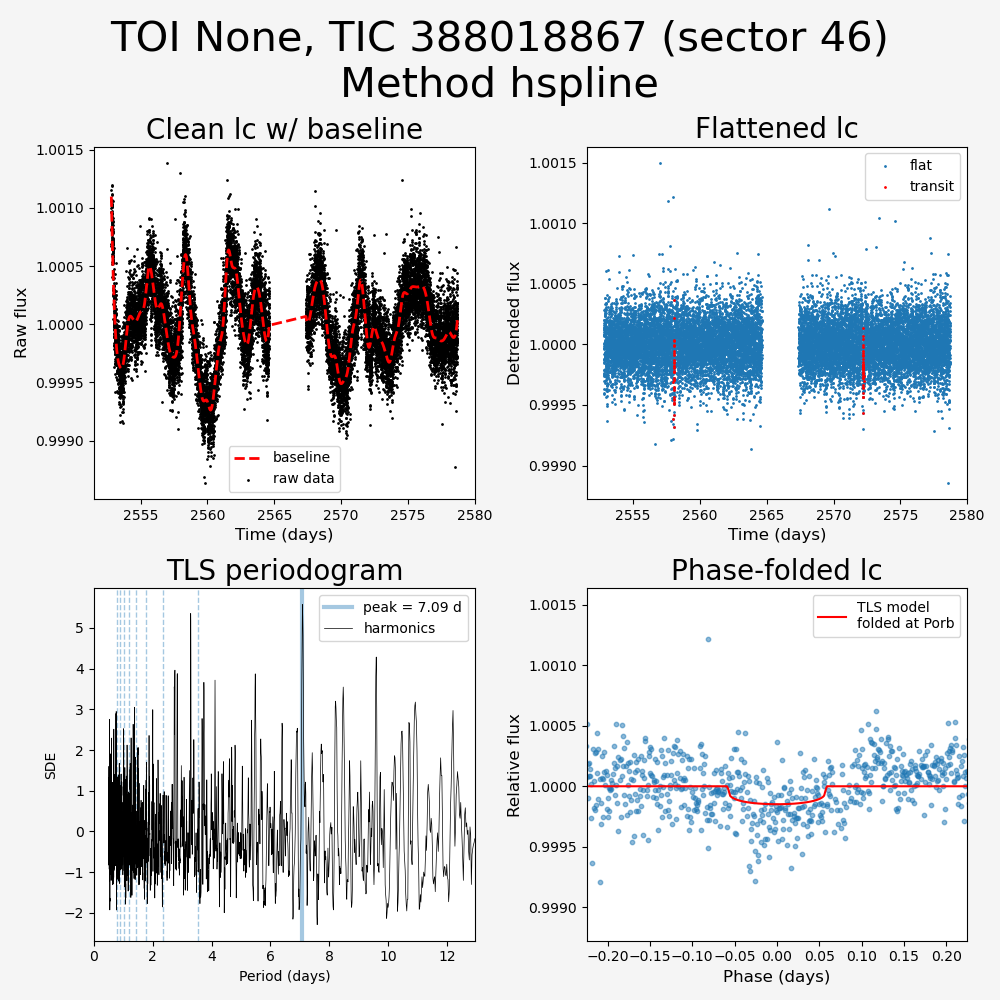 TOI None, TIC 388018867 (sector 46)
Method hspline
Clean lc w/ baseline
1.0015
1.0010
1.0005
1.0000
0.9995
0.9990
Raw flux
baseline
raw data
2555
2560
2565
2570
2575
2580
Time (days)
Flattened lc
1.0015
1.0010
1.0005
1.0000
0.9995
0.9990
Detrended flux
flat
transit
2555
2560
2565
2570
2575
2580
Time (days)
TLS periodogram
5
4
3
2
1
0
−1
−2
SDE
peak = 7.09 d
harmonics
0
2
4
6
8
10
12
Period (days)
Phase-folded lc
1.0015
1.0010
1.0005
1.0000
0.9995
0.9990
Relative flux
TLS model
folded at Porb
−0.20
−0.15
−0.10
−0.05
0.00
0.05
0.10
0.15
0.20
Phase (days)